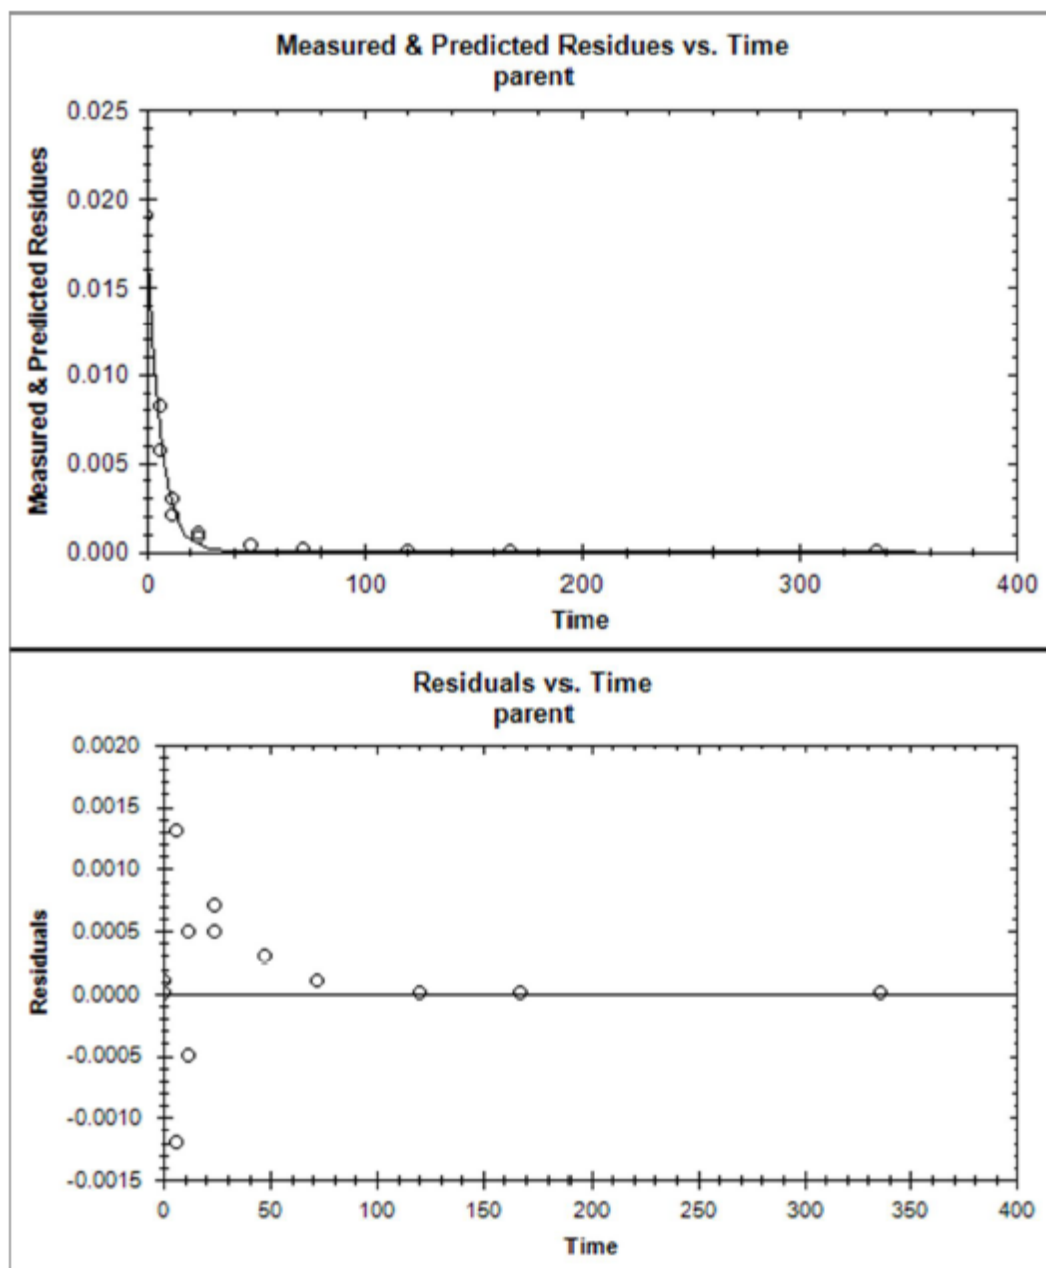 Measured & Predicted Residues vs. Time
parent
Measured & Predicted Residues
0.025
0.020
0.015
0.010
0.005
0.000
0 100 200 300 400
Time
Residuals vs. Time
parent
Residuals
0.0020
0.0015
0.0010
0.0005
0.0000
-0.0005
-0.0010
-0.0015
0 50 100 150 200 250 300 350 400
Time